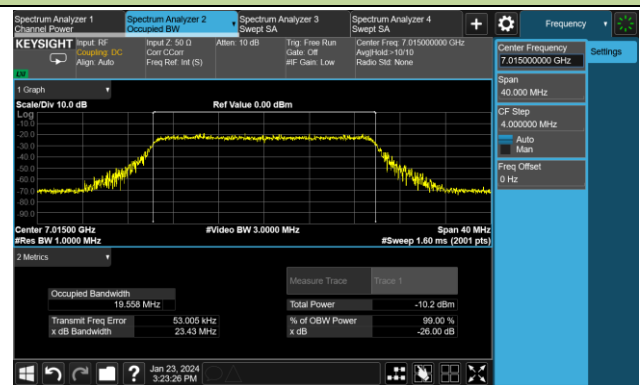 Spectrum Analyzer 1
Channel Power
Spectrum Analyzer 2
Occupied BW
Spectrum Analyzer 3
Swept SA
Spectrum Analyzer 4
Swept SA
Frequency
KEYSIGHT
Input: RF
Coupling: DC
Align: Auto
Input Z: 50 Ω
Corr CCorr
Freq Ref: Int (S)
Atten: 10 dB
Trig: Free Run
Gate: Off
#IF Gain: Low
Center Freq: 7.015000000 GHz
Avg|Hold:>10/10
Radio Std: None
Center Frequency
7.015000000 GHz
Settings
Span
40.000 MHz
CF Step
4.000000 MHz
Auto
Man
Freq Offset
0 Hz
1 Graph
Scale/Div 10.0 dB
Ref Value 0.00 dBm
Log
-10.0
-20.0
-30.0
-40.0
-50.0
-60.0
-70.0
-80.0
-90.0
Center 7.01500 GHz
#Video BW 3.0000 MHz
Span 40 MHz
#Res BW 1.0000 MHz
#Sweep 1.60 ms (2001 pts)
2 Metrics
Measure Trace
Trace 1
Occupied Bandwidth
19.558 MHz
Total Power
-10.2 dBm
Transmit Freq Error
53.005 kHz
% of OBW Power
99.00 %
x dB Bandwidth
23.43 MHz
x dB
-26.00 dB
Jan 23, 2024
3:23:26 PM